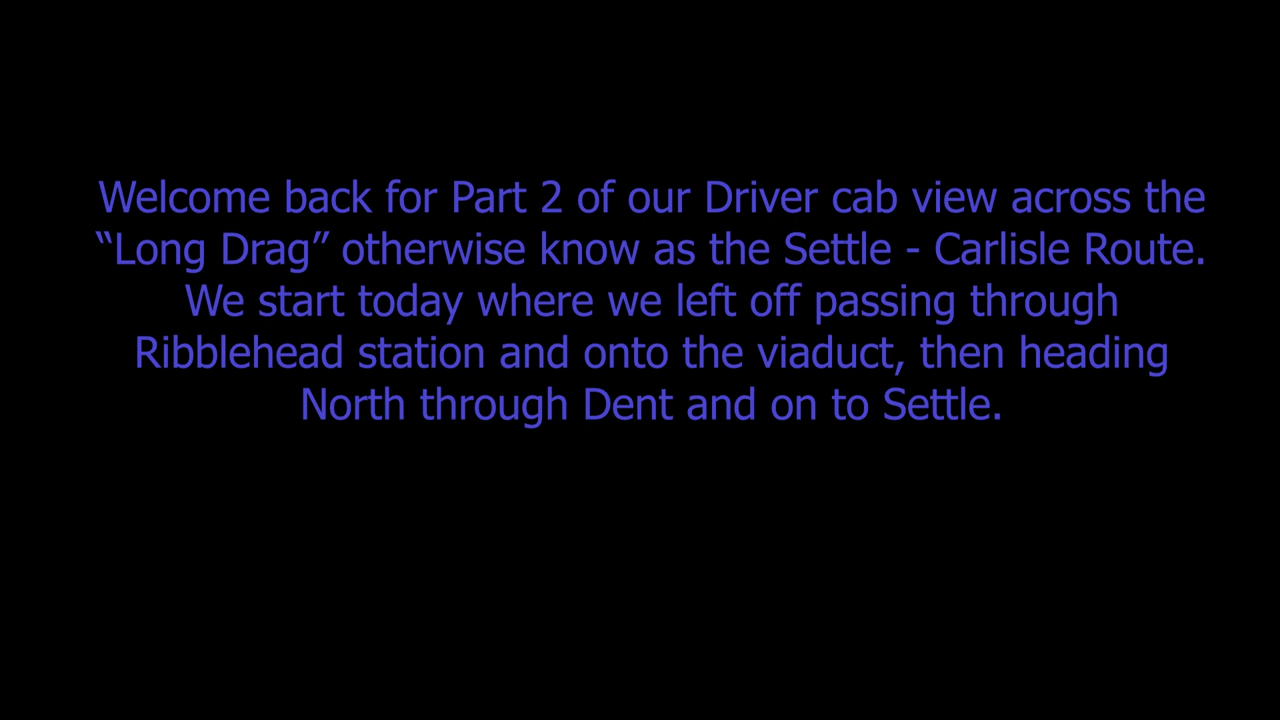 Welcome back for Part 2 of our Driver cab view across the
“Long Drag” otherwise know as the Settle - Carlisle Route.
We start today where we left off passing through
Ribblehead station and onto the viaduct, then heading
North through Dent and on to Settle.